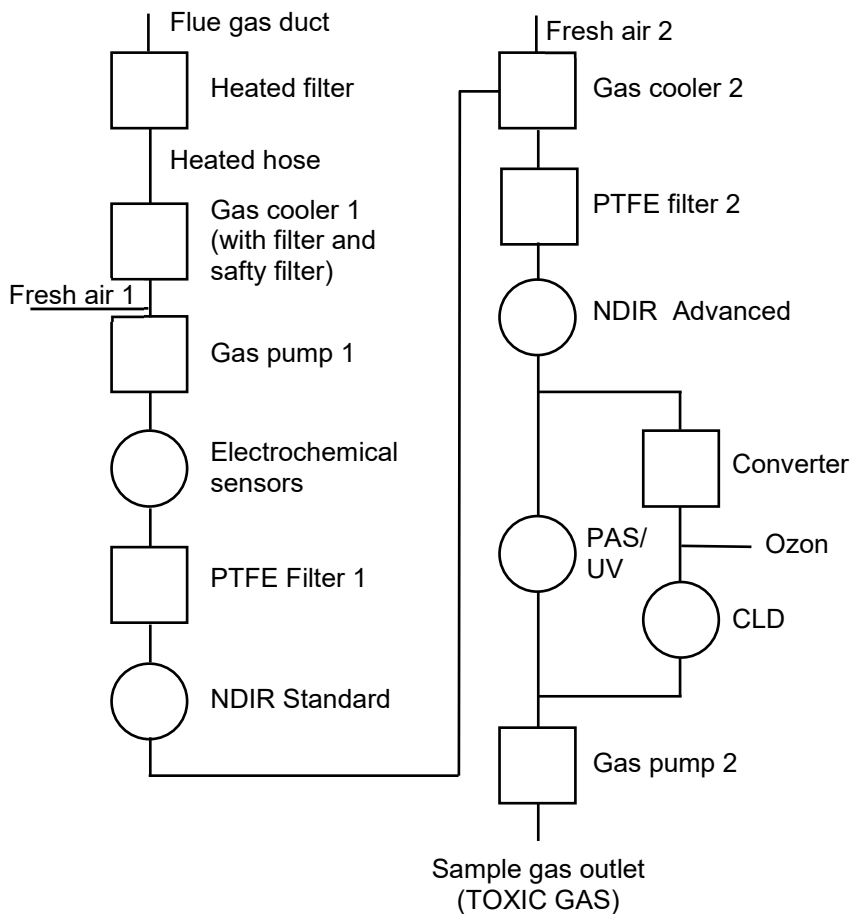 Flue gas duct
Heated filter
Heated hose
Gas cooler 1
(with filter and
safty filter)
Fresh air 1
Gas pump 1
Electrochemical
sensors
PTFE Filter 1
NDIR Standard
Fresh air 2
Gas cooler 2
PTFE filter 2
NDIR Advanced
Converter
PAS/
UV
Ozon
CLD
Gas pump 2
Sample gas outlet
(TOXIC GAS)